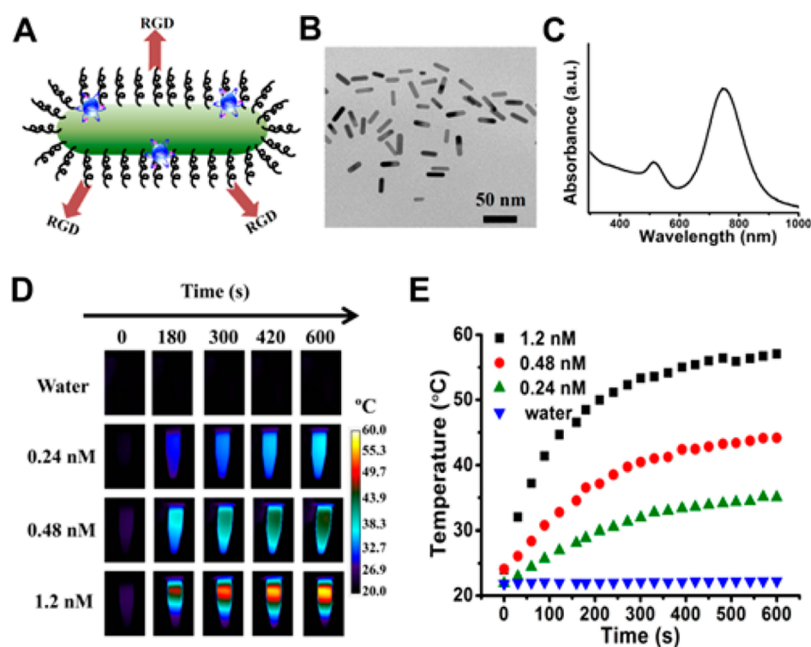 A
RGD
RGD
RGD
B
50 nm
C
Absorbance (a.u.)
400 600 800 1000
Wavelength (nm)
D
Time (s)
0 180 300 420 600
Water
0.24 nM
0.48 nM
1.2 nM
ºC
60.0
55.3
49.7
43.9
38.3
32.7
26.9
20.0
E
1.2 nM
0.48 nM
0.24 nM
water
Temperature (°C)
60
50
40
30
20
0 100 200 300 400 500 600
Time (s)